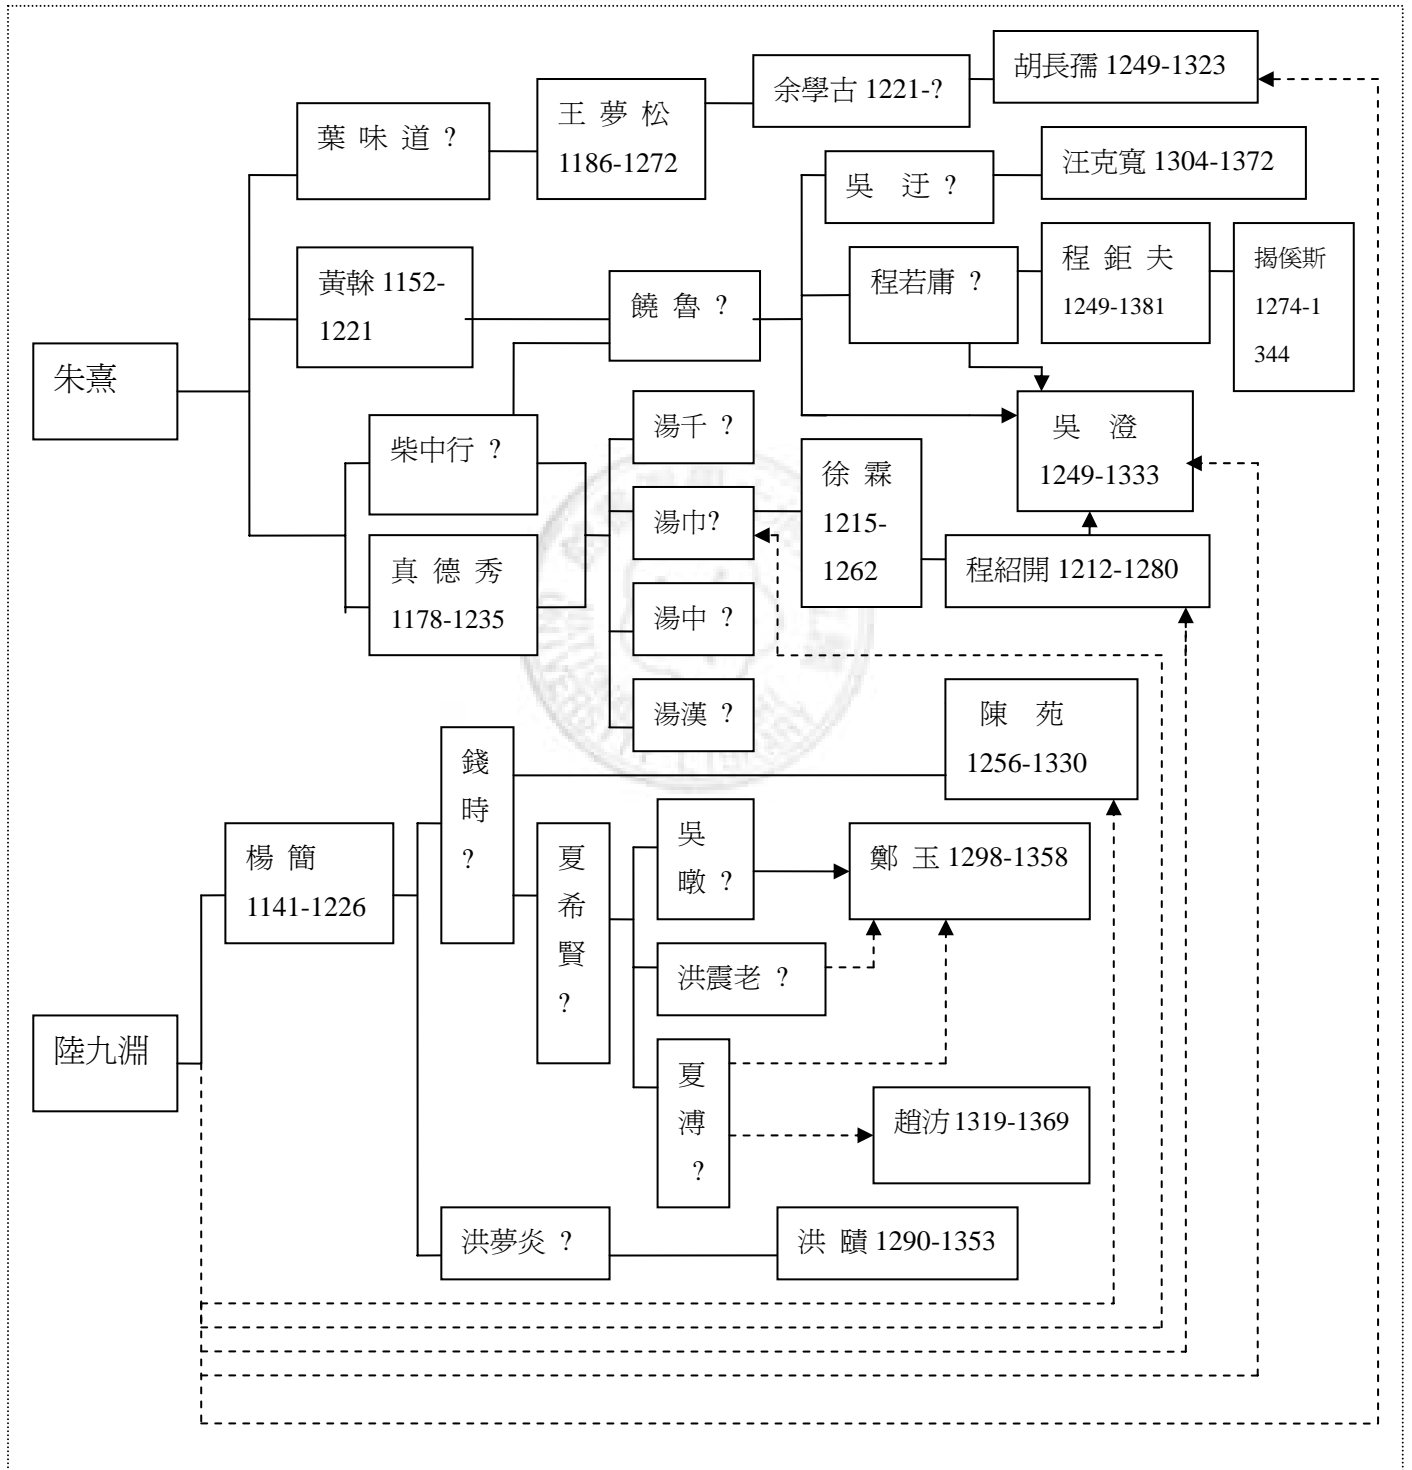 胡長孺 1249-1323
余學古 1221-?
王 夢 松
1186-1272
葉 味 道 ?
汪克寬 1304-1372
吳 迂 ?
程 鉅 夫
1249-1381
揭傒斯
1274-1
344
程若庸 ?
黃榦 1152-
1221
饒 魯 ?
朱熹
吳 澄
1249-1333
柴中行 ?
湯千 ?
徐 霖
1215-
1262
湯巾?
真 德 秀
1178-1235
程紹開 1212-1280
湯中 ?
湯漢 ?
陳 苑
1256-1330
錢
時
?
楊 簡
1141-1226
夏
希
賢
?
吳
暾
?
鄭 玉 1298-1358
洪震老 ?
陸九淵
夏
溥
?
趙汸 1319-1369
洪夢炎 ?
洪 賾 1290-1353